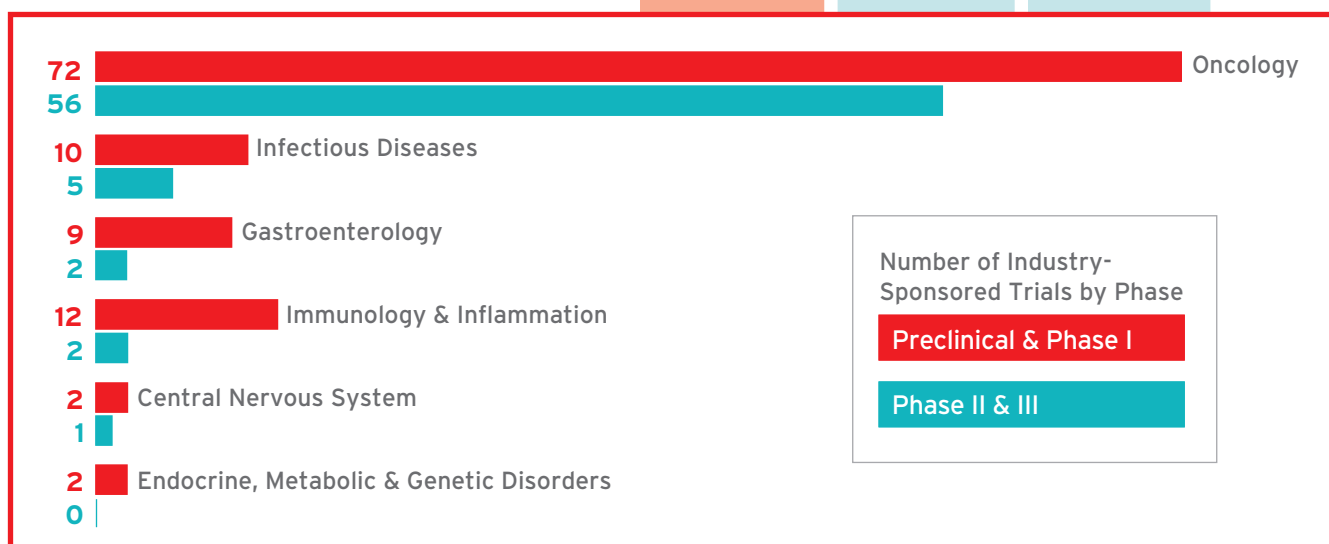 72
Oncology
56
10
Infectious Diseases
5
9
Gastroenterology
2
12
Immunology & Inflammation
2
2
Central Nervous System
1
2
Endocrine, Metabolic & Genetic Disorders
0
Number of Industry-
Sponsored Trials by Phase
Preclinical & Phase I
Phase II & III